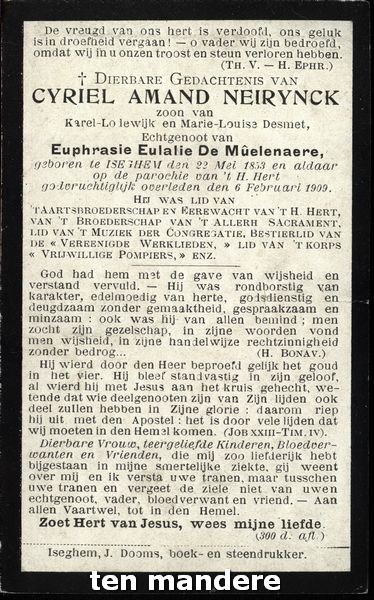 De vreugd van ons hert is verdoofd, ons geluk
is in droefheid vergaan! — o vader wij zijn bedroefd,
omdat wij in u onzen troost en steun verloren hebben.
(Th. V. — H. Ephr.)
† Dierbare Gedachtenis van
CYRIEL AMAND NEIRYNCK
zoon van
Karel-Lodewijk en Marie-Louisa Desmet,
Echtgenoot van
Euphrasie Eulalie De Mûelenaere,
geboren te ISEGHEM den 22 Mei 1853 en aldaar
op de parochie van 't H. Hert
godvruchtiglijk overleden den 6 Februari 1909.
Hij was lid van
't Aartsbroederschap en Eerewacht van 't H. Hert,
van 't Broederschap van 't Allerh Sacrament,
lid van 't Muziek der Congregatie, Bestierlid van
de « Vereenigde Werklieden, » lid van 't korps
« Vrijwillige Pompiers, » enz.
God had hem met de gave van wijsheid en
verstand vervuld. — Hij was rondborstig van
karakter, edelmoedig van herte, godsdienstig en
deugdzaam zonder gemaaktheid, gespraakzaam en
minzaam : ook was hij van allen bemind ; men
zocht zijn gezelschap, in zijne woorden vond
men wijsheid, in zijne handelwijze rechtzinnigheid
zonder bedrog... (H. Bonav.)
Hij wierd door den Heer beproefd gelijk het goud
in het vier. Hij bleef standvastig in zijn geloof,
al wierd hij met Jesus aan het kruis gehecht, we-
tende dat wie deelgenooten zijn van Zijn lijden ook
deel zullen hebben in Zijne glorie : daarom riep
hij uit met den Apostel : het is door vele lijden dat
wij moeten in den Hemel komen. (Job XXIII-Tim. IV).
Dierbare Vrouw, teergeliefde Kinderen, Bloedver-
wanten en Vrienden, die mij zoo liefderijk hebt
bijgestaan in mijne smertelijke ziekte, gij weent
over mij en ik versta uwe tranen, maar tusschen
uwe tranen en vergeet de ziele niet van uwen
echtgenoot, vader, bloedverwant en vriend. — Aan
allen Vaartwel, tot in den Hemel.
Zoet Hert van Jesus, wees mijne liefde.
(300 d. afl.)
Iseghem, J. Dooms, boek- en steendrukker.
ten mandere